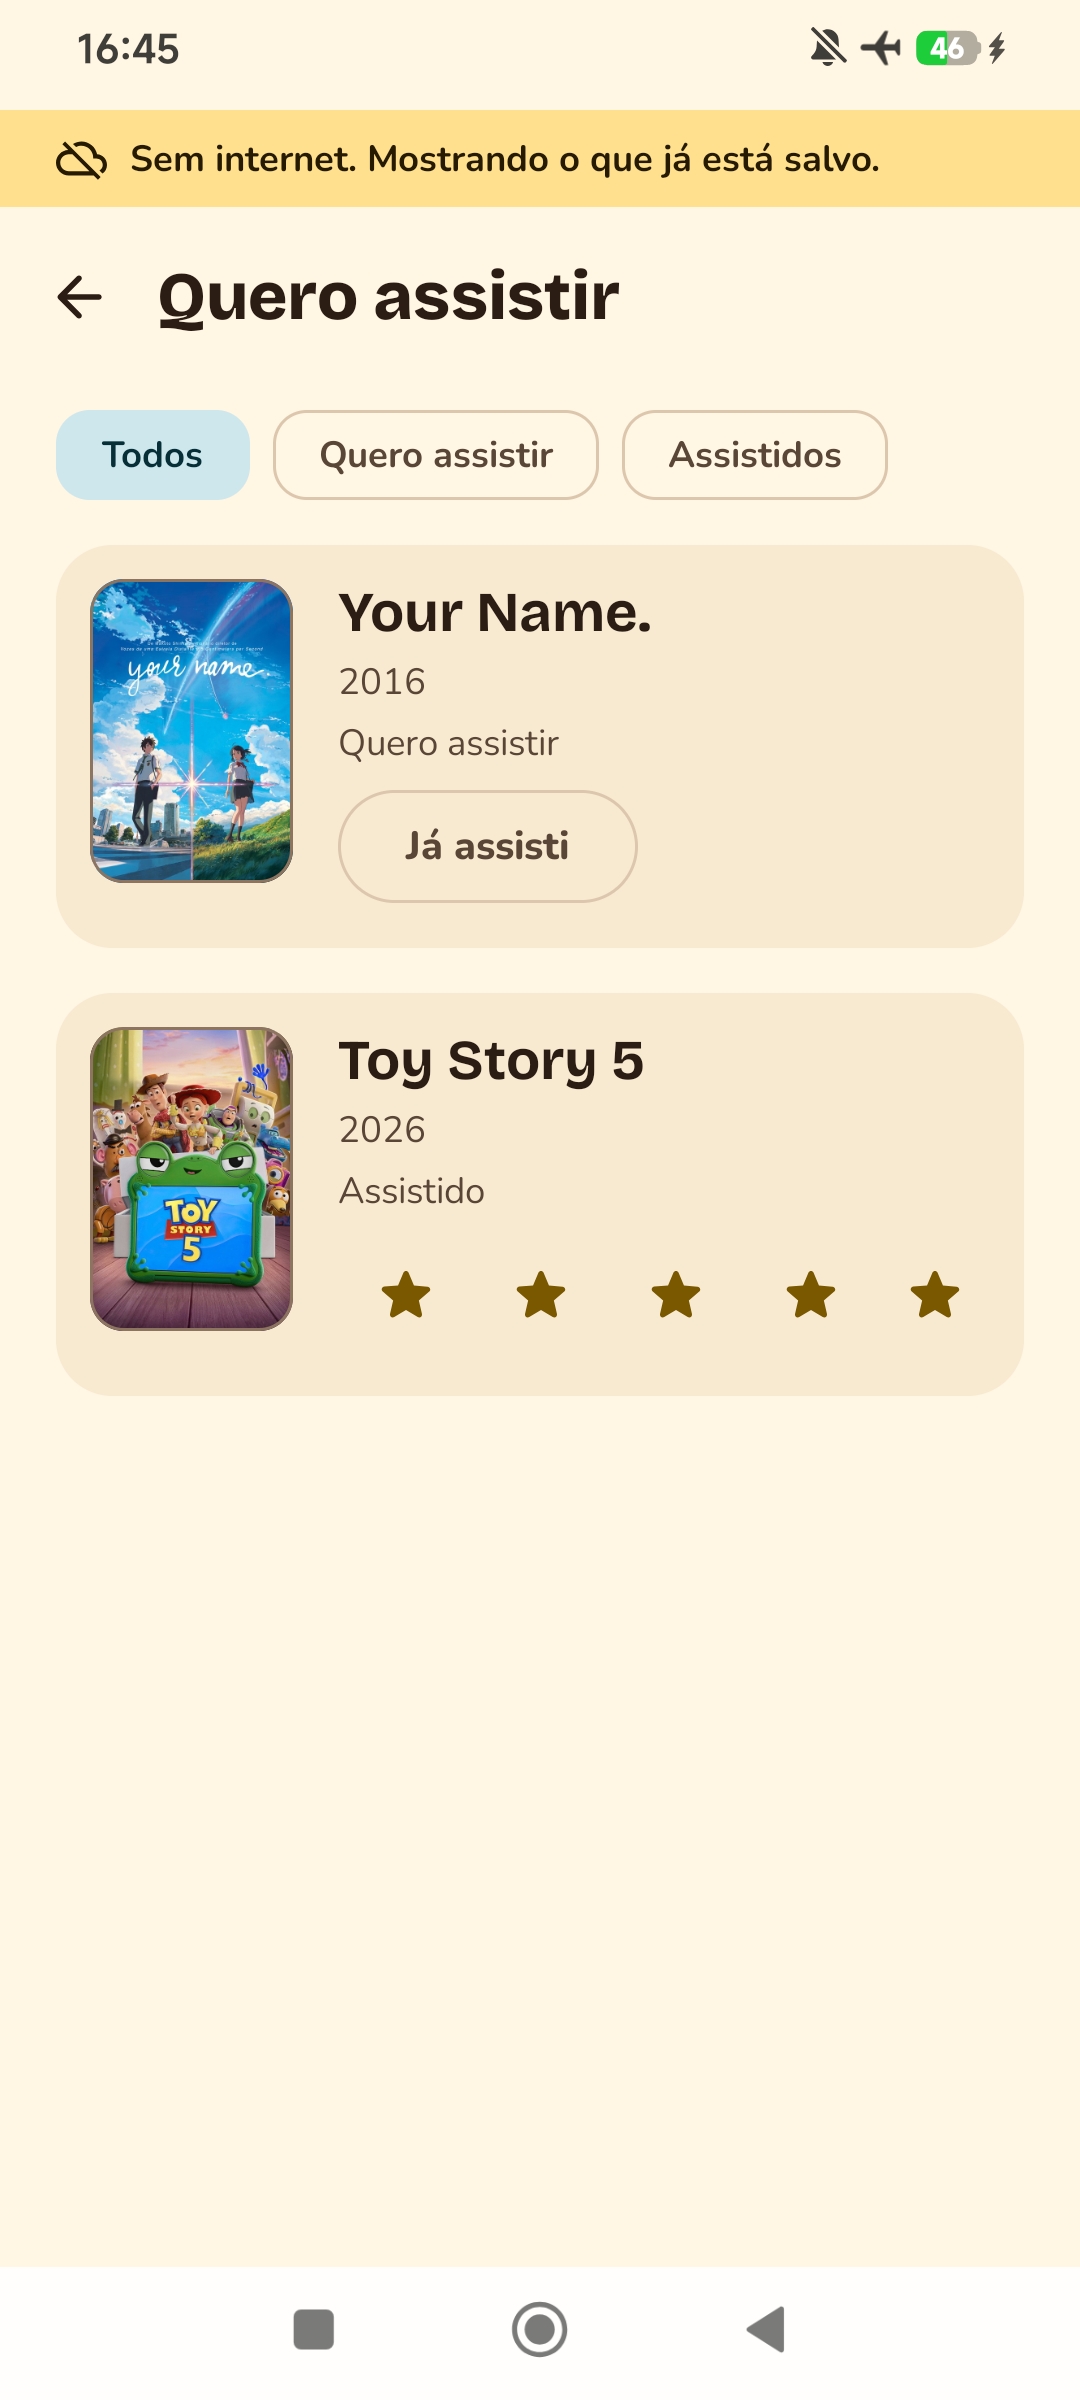 16:45
46
Sem internet. Mostrando o que já está salvo.
Quero assistir
Todos
Quero assistir
Assistidos
your name.
Your Name.
2016
Quero assistir
Já assisti
TOY
STORY
5
Toy Story 5
2026
Assistido